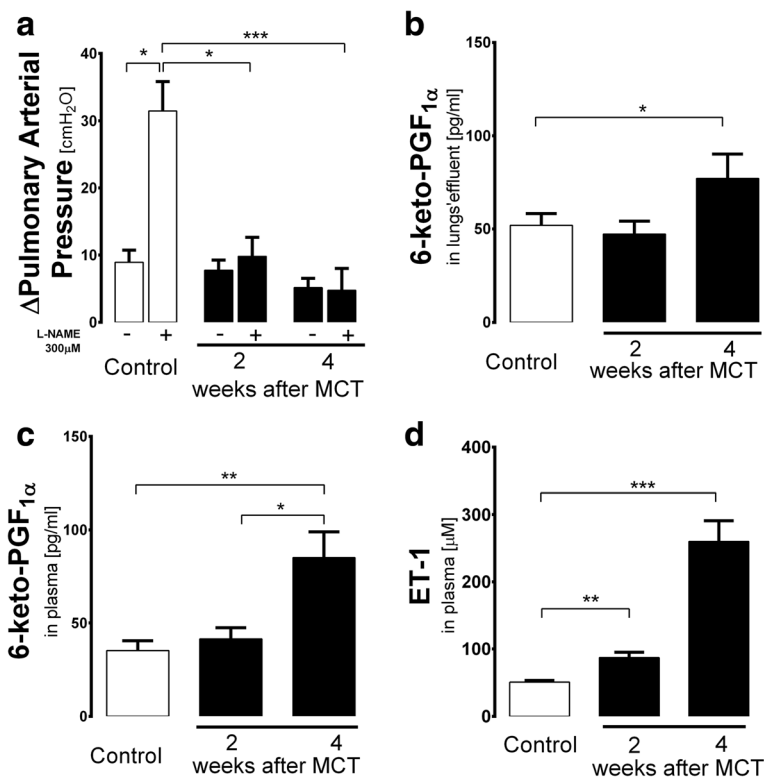 a
ΔPulmonary Arterial
Pressure [cmH₂O]
40
30
20
10
0
*
***
*
L-NAME
300μM
- + - + - +
Control
2 4
weeks after MCT
b
6-keto-PGF1α
in lungs'effluent [pg/ml]
150
100
50
0
*
Control
2 4
weeks after MCT
c
6-keto-PGF1α
in plasma [pg/ml]
150
100
50
0
**
*
Control
2 4
weeks after MCT
d
ET-1
in plasma [μM]
400
300
200
100
0
***
**
Control
2 4
weeks after MCT